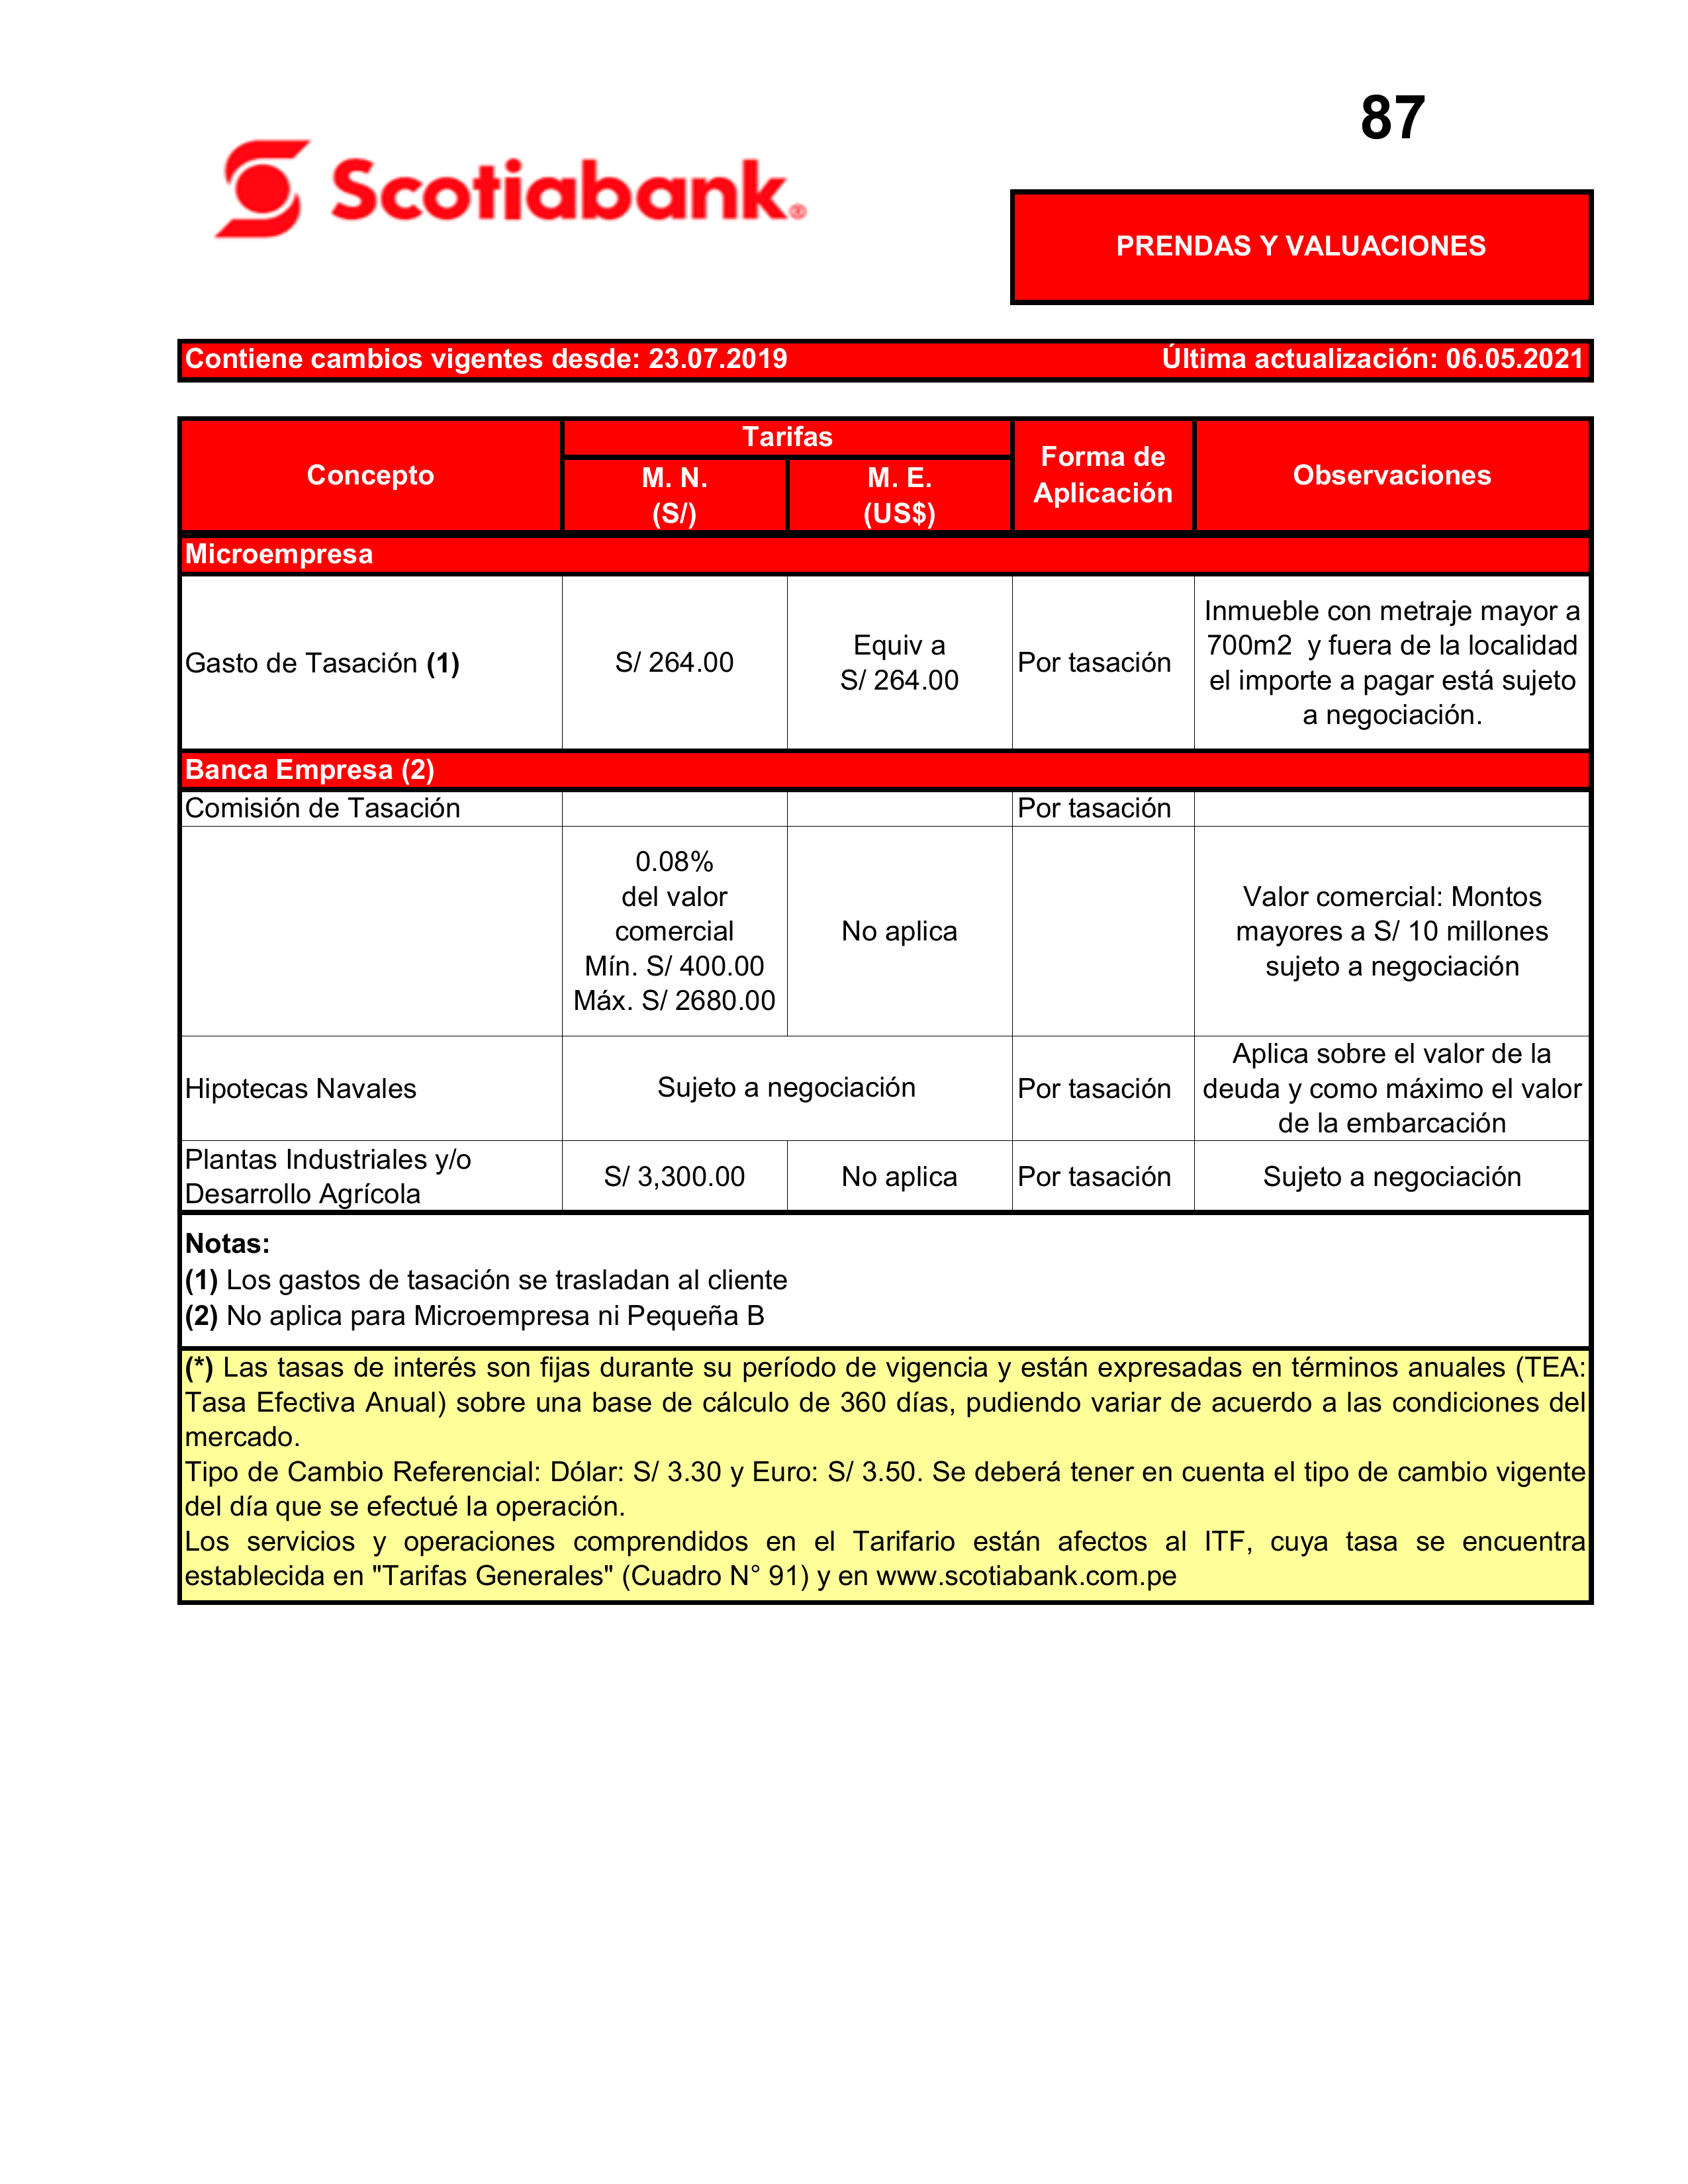 87
Scotiabank®
PRENDAS Y VALUACIONES
Contiene cambios vigentes desde: 23.07.2019 Última actualización: 06.05.2021
Concepto
Tarifas
M. N.
(S/)
M. E.
(US$)
Forma de
Aplicación
Observaciones
Microempresa
Gasto de Tasación (1)
S/ 264.00
Equiv a
S/ 264.00
Por tasación
Inmueble con metraje mayor a
700m2 y fuera de la localidad
el importe a pagar está sujeto
a negociación.
Banca Empresa (2)
Comisión de Tasación
Por tasación
0.08%
del valor
comercial
Mín. S/ 400.00
Máx. S/ 2680.00
No aplica
Valor comercial: Montos
mayores a S/ 10 millones
sujeto a negociación
Hipotecas Navales
Sujeto a negociación
Por tasación
Aplica sobre el valor de la
deuda y como máximo el valor
de la embarcación
Plantas Industriales y/o
Desarrollo Agrícola
S/ 3,300.00
No aplica
Por tasación
Sujeto a negociación
Notas:
(1) Los gastos de tasación se trasladan al cliente
(2) No aplica para Microempresa ni Pequeña B
(*) Las tasas de interés son fijas durante su período de vigencia y están expresadas en términos anuales (TEA:
Tasa Efectiva Anual) sobre una base de cálculo de 360 días, pudiendo variar de acuerdo a las condiciones del
mercado.
Tipo de Cambio Referencial: Dólar: S/ 3.30 y Euro: S/ 3.50. Se deberá tener en cuenta el tipo de cambio vigente
del día que se efectué la operación.
Los servicios y operaciones comprendidos en el Tarifario están afectos al ITF, cuya tasa se encuentra
establecida en "Tarifas Generales" (Cuadro N° 91) y en www.scotiabank.com.pe